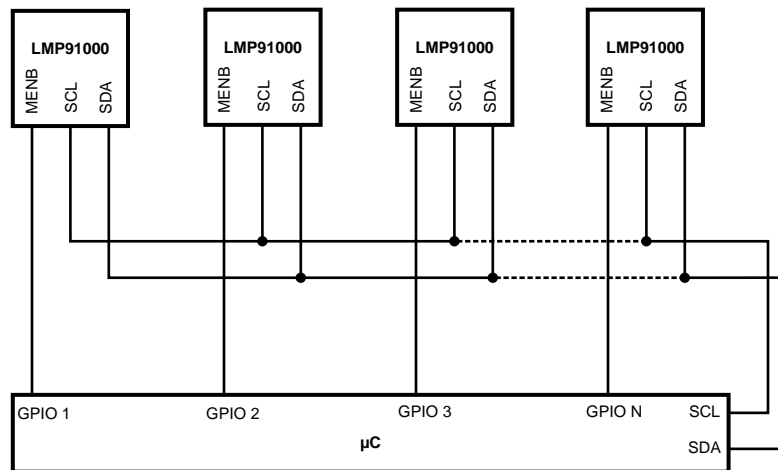 LMP91000
LMP91000
LMP91000
LMP91000
MENB
SCL
SDA
MENB
SCL
SDA
MENB
SCL
SDA
MENB
SCL
SDA
GPIO 1
GPIO 2
GPIO 3
GPIO N
SCL
µC
SDA